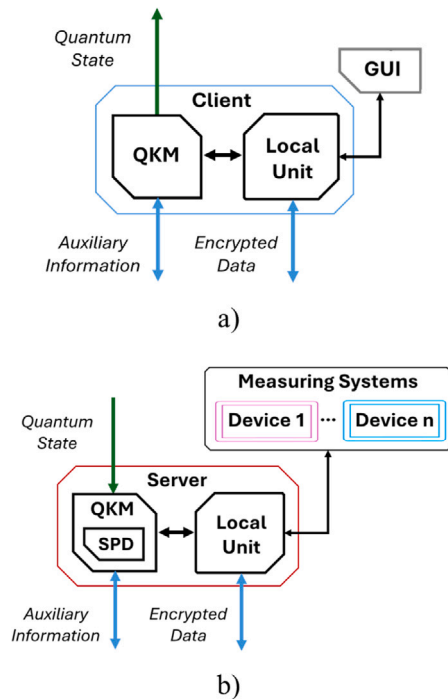 Quantum
State
GUI
Client
QKM
Local
Unit
Auxiliary
Information
Encrypted
Data
a)
Measuring Systems
Device 1 ... Device n
Quantum
State
Server
QKM
SPD
Local
Unit
Auxiliary
Information
Encrypted
Data
b)